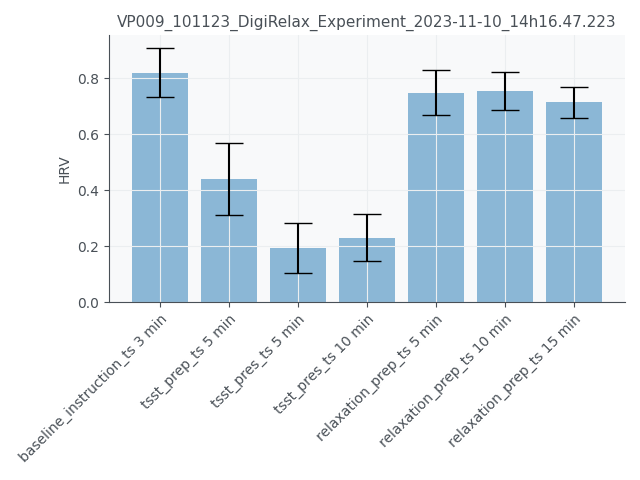 VP009_101123_DigiRelax_Experiment_2023-11-10_14h16.47.223
HRV
0.8
0.6
0.4
0.2
0.0
baseline_instruction_ts 3 min
tsst_prep_ts 5 min
tsst_pres_ts 5 min
tsst_pres_ts 10 min
relaxation_prep_ts 5 min
relaxation_prep_ts 10 min
relaxation_prep_ts 15 min